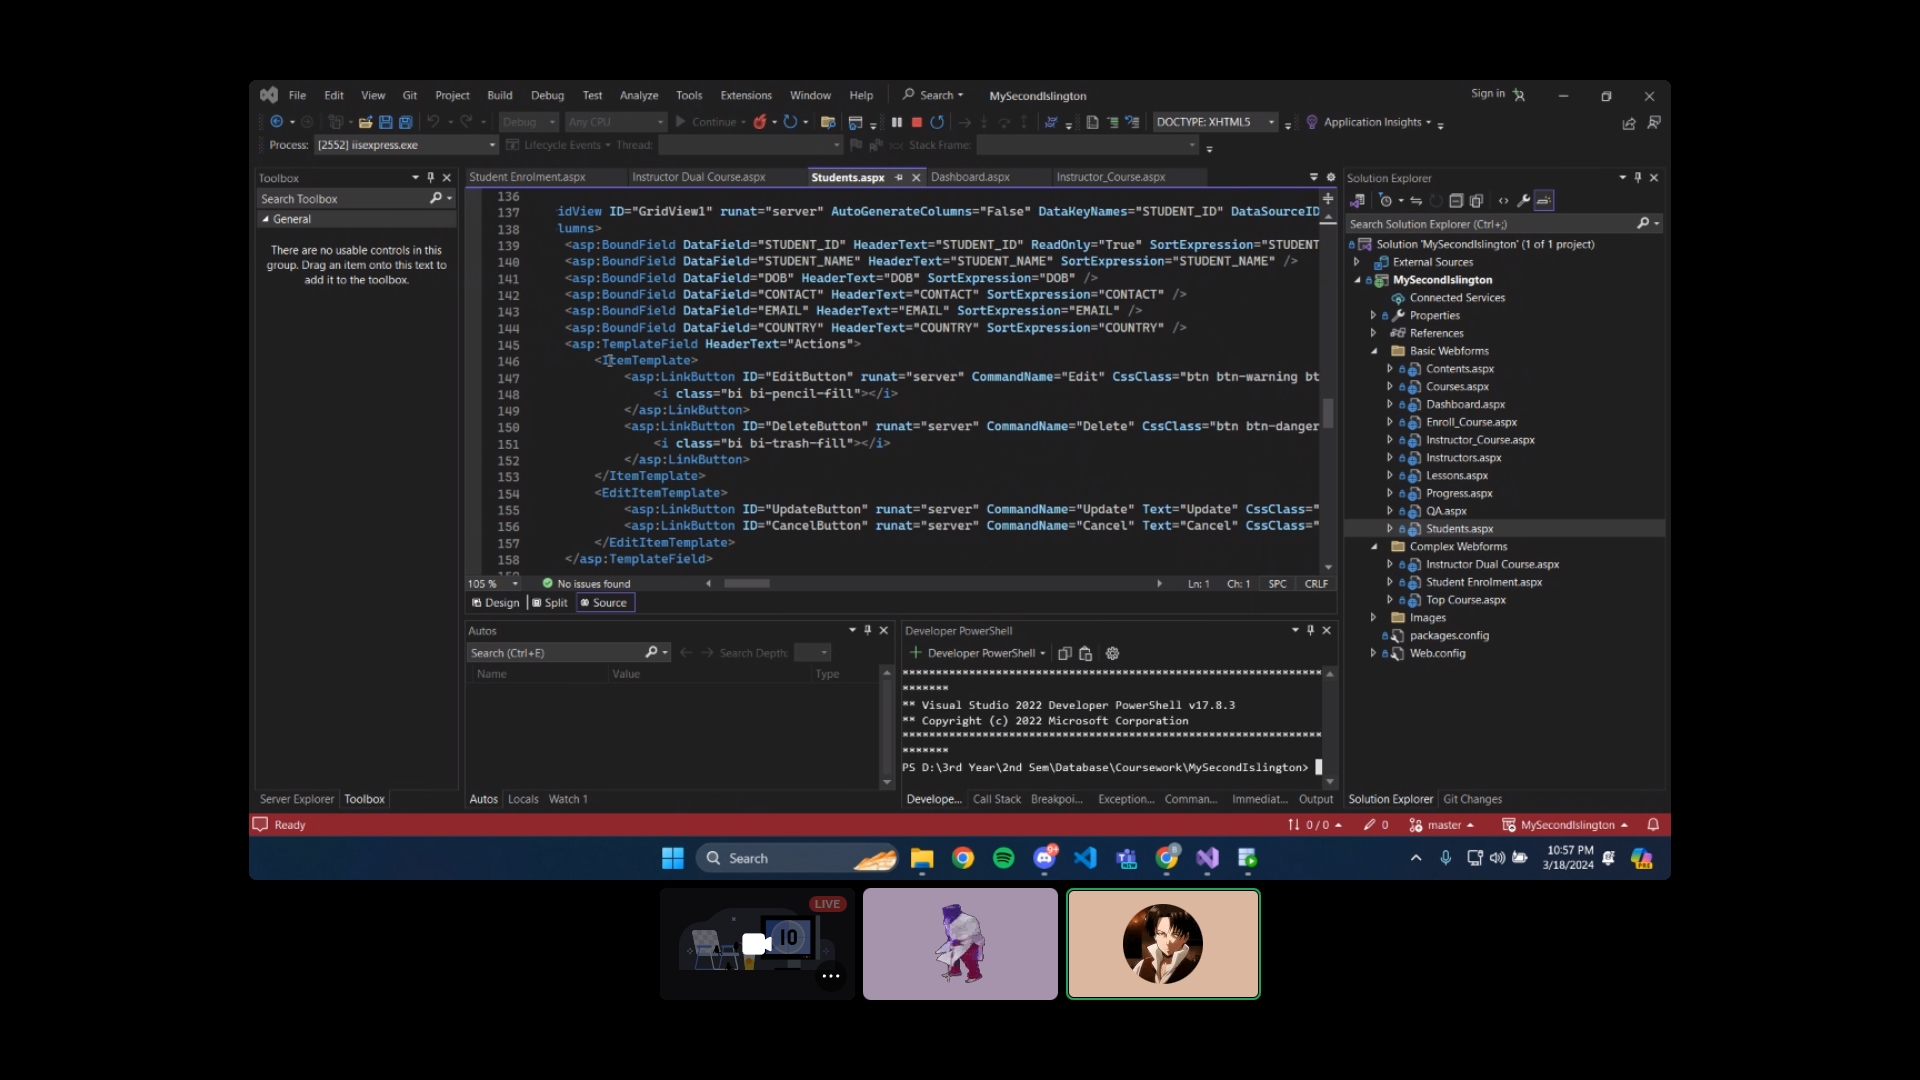 File Edit View Git Project Build Debug Test Analyze Tools Extensions Window Help Search MySecondIslington Sign in
Debug Any CPU Continue DOCTYPE: XHTML5 Application Insights
Process: [2552] iisexpress.exe Lifecycle Events Thread: Stack Frame:
Toolbox
Search Toolbox
General
There are no usable controls in this
group. Drag an item onto this text to
add it to the toolbox.
Server Explorer Toolbox
Student Enrolment.aspx Instructor Dual Course.aspx Students.aspx Dashboard.aspx Instructor_Course.aspx
136
137 idView ID="GridView1" runat="server" AutoGenerateColumns="False" DataKeyNames="STUDENT_ID" DataSourceID
138 lumns>
139 <asp:BoundField DataField="STUDENT_ID" HeaderText="STUDENT_ID" ReadOnly="True" SortExpression="STUDENT
140 <asp:BoundField DataField="STUDENT_NAME" HeaderText="STUDENT_NAME" SortExpression="STUDENT_NAME" />
141 <asp:BoundField DataField="DOB" HeaderText="DOB" SortExpression="DOB" />
142 <asp:BoundField DataField="CONTACT" HeaderText="CONTACT" SortExpression="CONTACT" />
143 <asp:BoundField DataField="EMAIL" HeaderText="EMAIL" SortExpression="EMAIL" />
144 <asp:BoundField DataField="COUNTRY" HeaderText="COUNTRY" SortExpression="COUNTRY" />
145 <asp:TemplateField HeaderText="Actions">
146 <ItemTemplate>
147 <asp:LinkButton ID="EditButton" runat="server" CommandName="Edit" CssClass="btn btn-warning bt
148 <i class="bi bi-pencil-fill"></i>
149 </asp:LinkButton>
150 <asp:LinkButton ID="DeleteButton" runat="server" CommandName="Delete" CssClass="btn btn-danger
151 <i class="bi bi-trash-fill"></i>
152 </asp:LinkButton>
153 </ItemTemplate>
154 <EditItemTemplate>
155 <asp:LinkButton ID="UpdateButton" runat="server" CommandName="Update" Text="Update" CssClass="
156 <asp:LinkButton ID="CancelButton" runat="server" CommandName="Cancel" Text="Cancel" CssClass="
157 </EditItemTemplate>
158 </asp:TemplateField>
105 % No issues found Ln: 1 Ch: 1 SPC CRLF
Design Split Source
Autos
Search (Ctrl+E) Search Depth:
Name Value Type
Autos Locals Watch 1
Developer PowerShell
Developer PowerShell
*******
** Visual Studio 2022 Developer PowerShell v17.8.3
** Copyright (c) 2022 Microsoft Corporation
*******
PS D:\3rd Year\2nd Sem\Database\Coursework\MySecondIslington>
Develope... Call Stack Breakpoi... Exception... Comman... Immediat... Output
Solution Explorer
Search Solution Explorer (Ctrl+;)
Solution 'MySecondIslington' (1 of 1 project)
External Sources
MySecondIslington
Connected Services
Properties
References
Basic Webforms
Contents.aspx
Courses.aspx
Dashboard.aspx
Enroll_Course.aspx
Instructor_Course.aspx
Instructors.aspx
Lessons.aspx
Progress.aspx
QA.aspx
Students.aspx
Complex Webforms
Instructor Dual Course.aspx
Student Enrolment.aspx
Top Course.aspx
Images
packages.config
Web.config
Solution Explorer Git Changes
Ready 0 / 0 0 master MySecondIslington
Search 10:57 PM
3/18/2024
LIVE
10